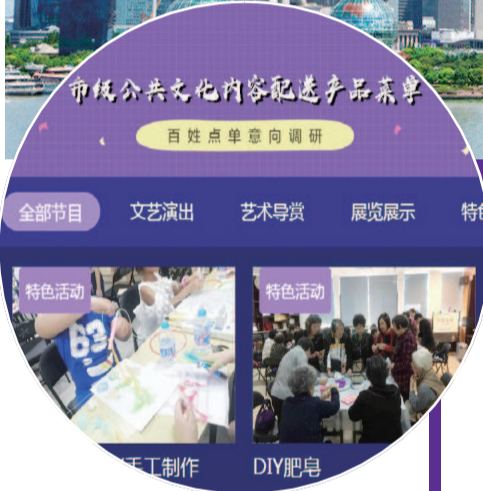 市级公共文化内容配送产品菜单
百姓点单意向调研
全部节目 文艺演出 艺术导赏 展览展示 特
特色活动 特色活动
63
手工制作 DIY肥皂